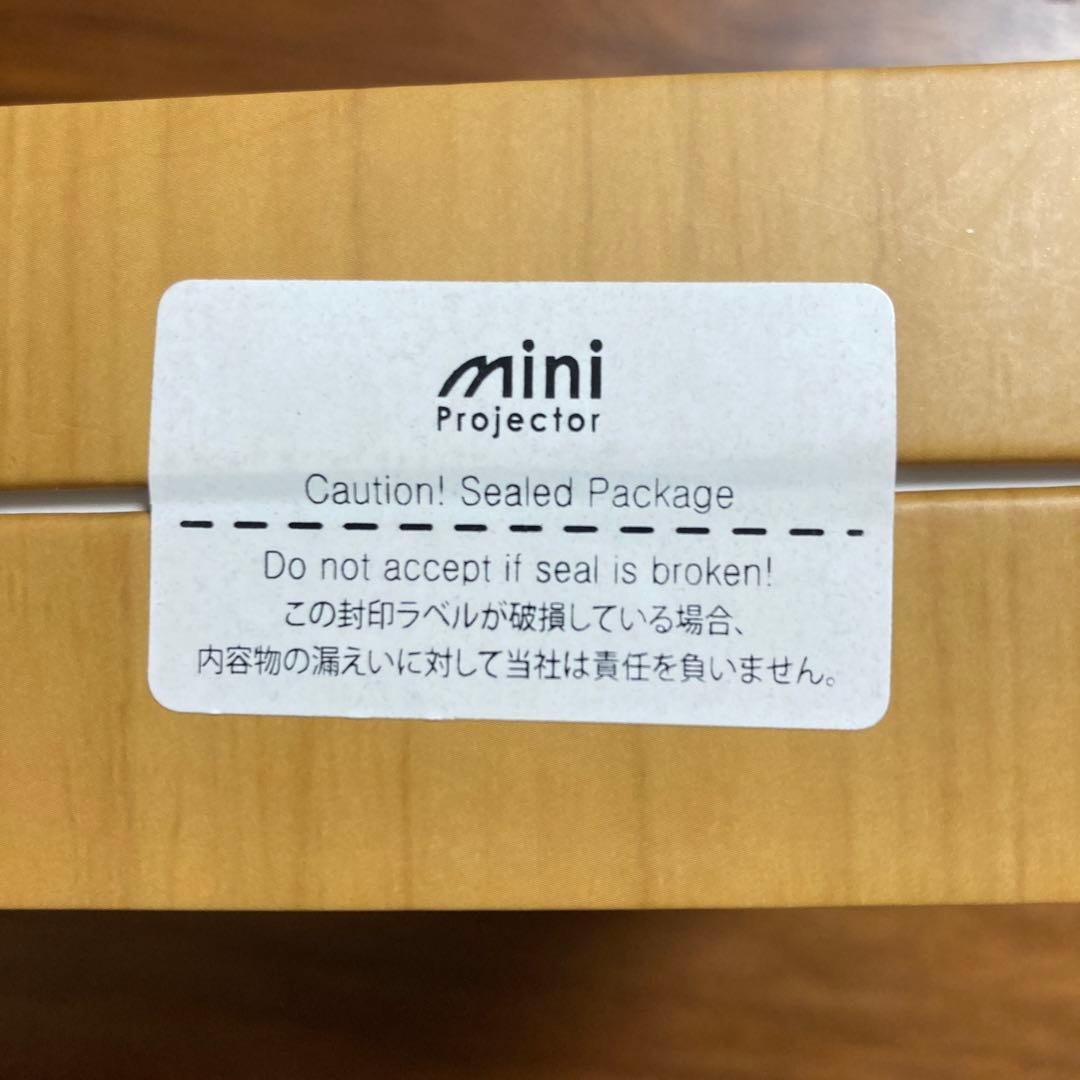 mini
Projector
Caution! Sealed Package
Do not accept if seal is broken!
この封印ラベルが破損している場合、
内容物の漏えいに対して当社は責任を負いません。